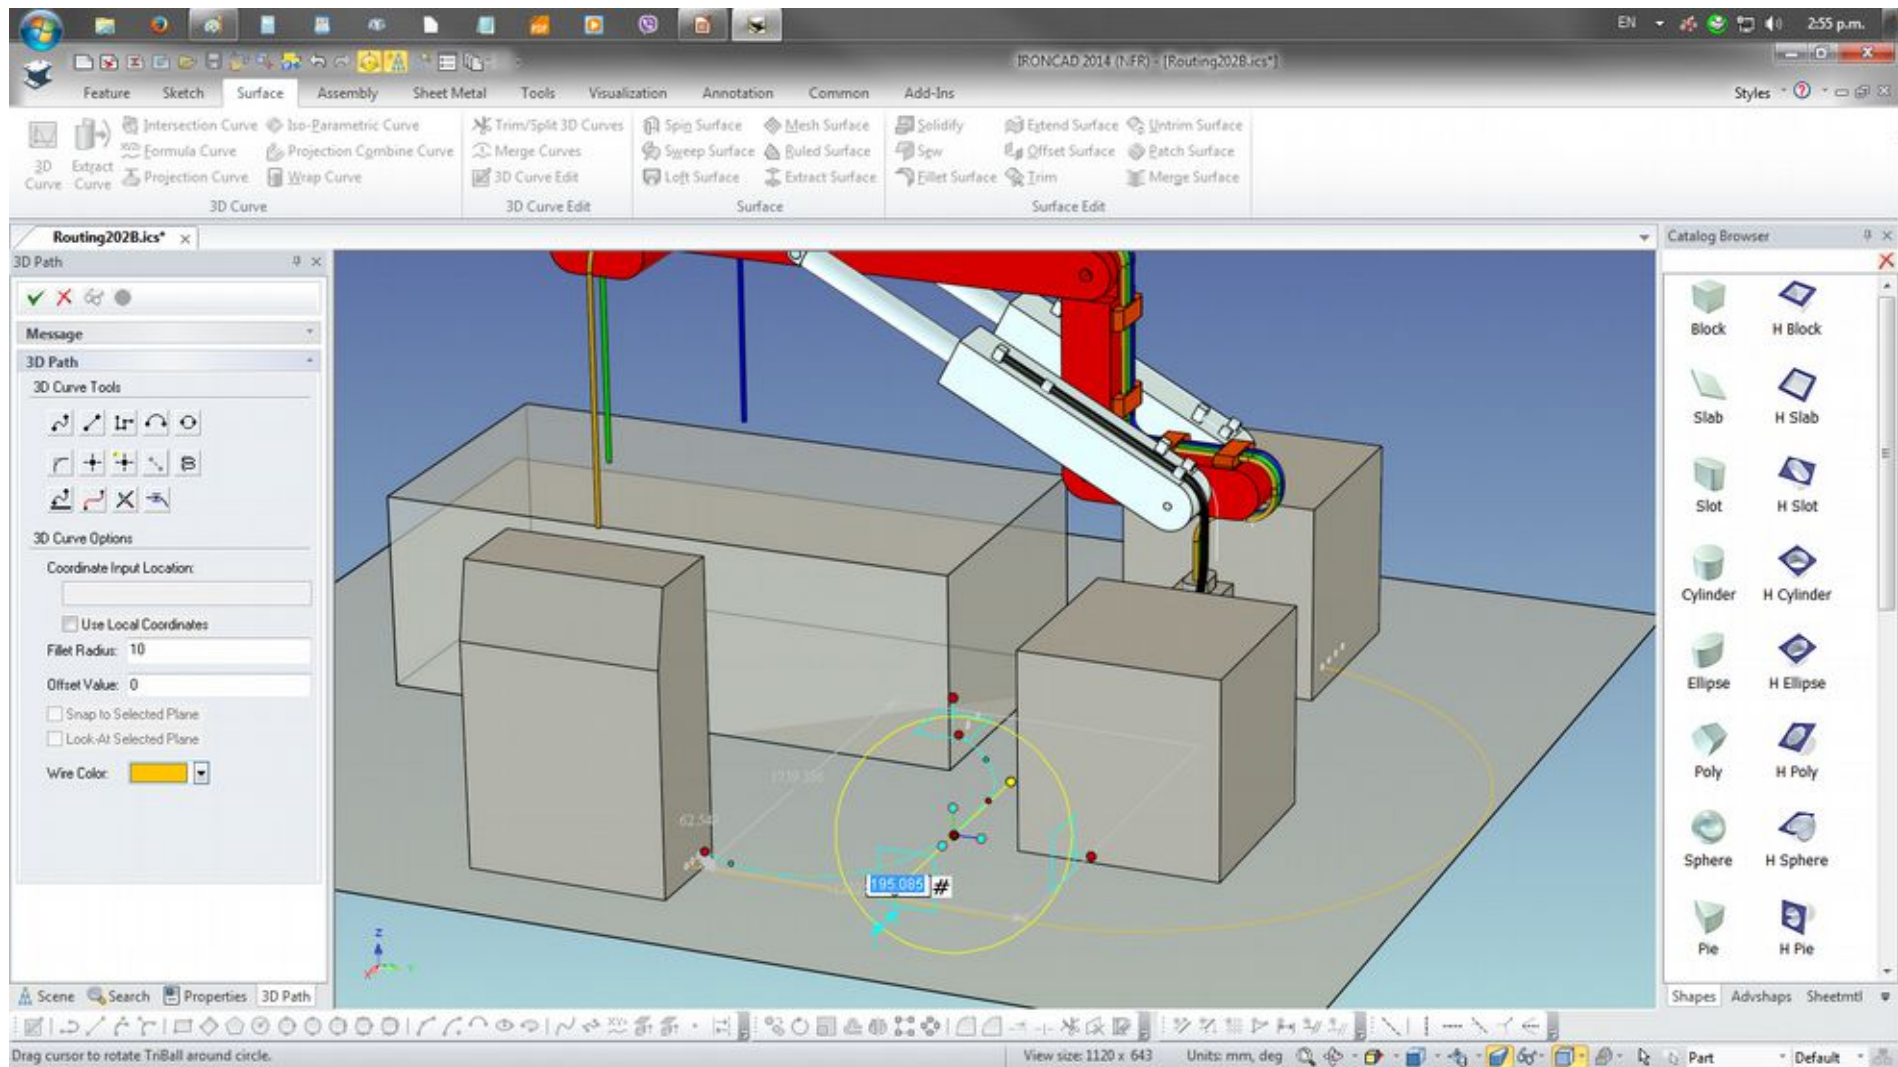 EN 2:55 p.m.
IRONCAD 2014 (NFR) - [Routing202B.ics*]
Feature Sketch Surface Assembly Sheet Metal Tools Visualization Annotation Common Add-Ins Styles
3D Curve
Extract Curve
Intersection Curve Iso-Parametric Curve
Formula Curve Projection Combine Curve
Projection Curve Wrap Curve
3D Curve
Trim/Split 3D Curves
Merge Curves
3D Curve Edit
3D Curve Edit
Spin Surface Mesh Surface
Sweep Surface Ruled Surface
Loft Surface Extract Surface
Surface
Solidify Extend Surface Untrim Surface
Sew Offset Surface Patch Surface
Fillet Surface Trim Merge Surface
Surface Edit
Routing202B.ics*
3D Path
Message
3D Path
3D Curve Tools
3D Curve Options
Coordinate Input Location:
Use Local Coordinates
Fillet Radius: 10
Offset Value: 0
Snap to Selected Plane
Look-At Selected Plane
Wire Color:
Scene Search Properties 3D Path
62.547
195.085 #
Z
X
Y
Catalog Browser
Block H Block
Slab H Slab
Slot H Slot
Cylinder H Cylinder
Ellipse H Ellipse
Poly H Poly
Sphere H Sphere
Pie H Pie
Shapes Advshaps Sheetmtl
Drag cursor to rotate TriBall around circle. View size: 1120 x 643 Units: mm, deg Part Default